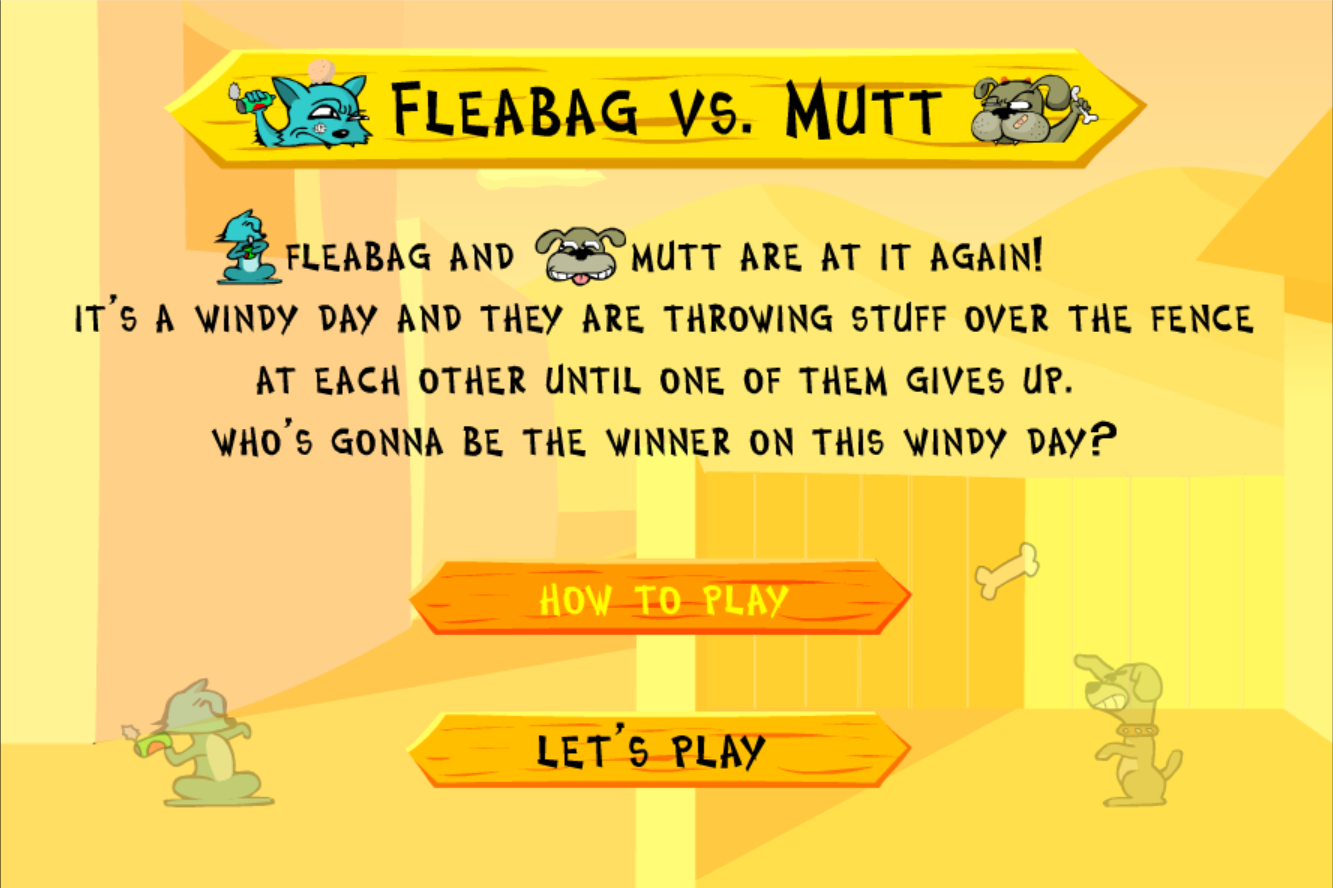 FLEABAG VS. MUTT
FLEABAG AND MUTT ARE AT IT AGAIN!
IT'S A WINDY DAY AND THEY ARE THROWING STUFF OVER THE FENCE
AT EACH OTHER UNTIL ONE OF THEM GIVES UP.
WHO'S GONNA BE THE WINNER ON THIS WINDY DAY?
HOW TO PLAY
LET'S PLAY